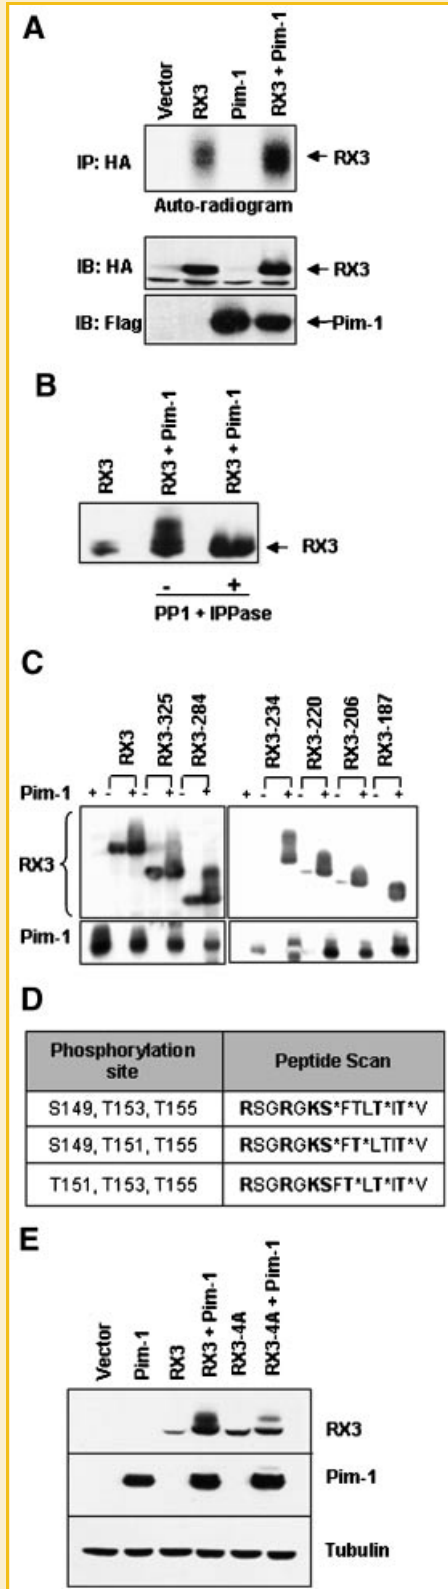 A
Vector
RX3
Pim-1
RX3 + Pim-1
IP: HA
RX3
Auto-radiogram
IB: HA
RX3
IB: Flag
Pim-1
B
RX3
RX3 + Pim-1
RX3 + Pim-1
RX3
- +
PP1 + IPPase
C
RX3
RX3-325
RX3-284
RX3-234
RX3-220
RX3-206
RX3-187
Pim-1 + - + - + - + + - + - + - + - +
RX3
Pim-1
D
Phosphorylation site Peptide Scan
S149, T153, T155 RSGRGKS*FTLT*IT*V
S149, T151, T155 RSGRGKS*FT*LTIT*V
T151, T153, T155 RSGRGKSFT*LT*IT*V
E
Vector
Pim-1
RX3
RX3 + Pim-1
RX3-4A
RX3-4A + Pim-1
RX3
Pim-1
Tubulin